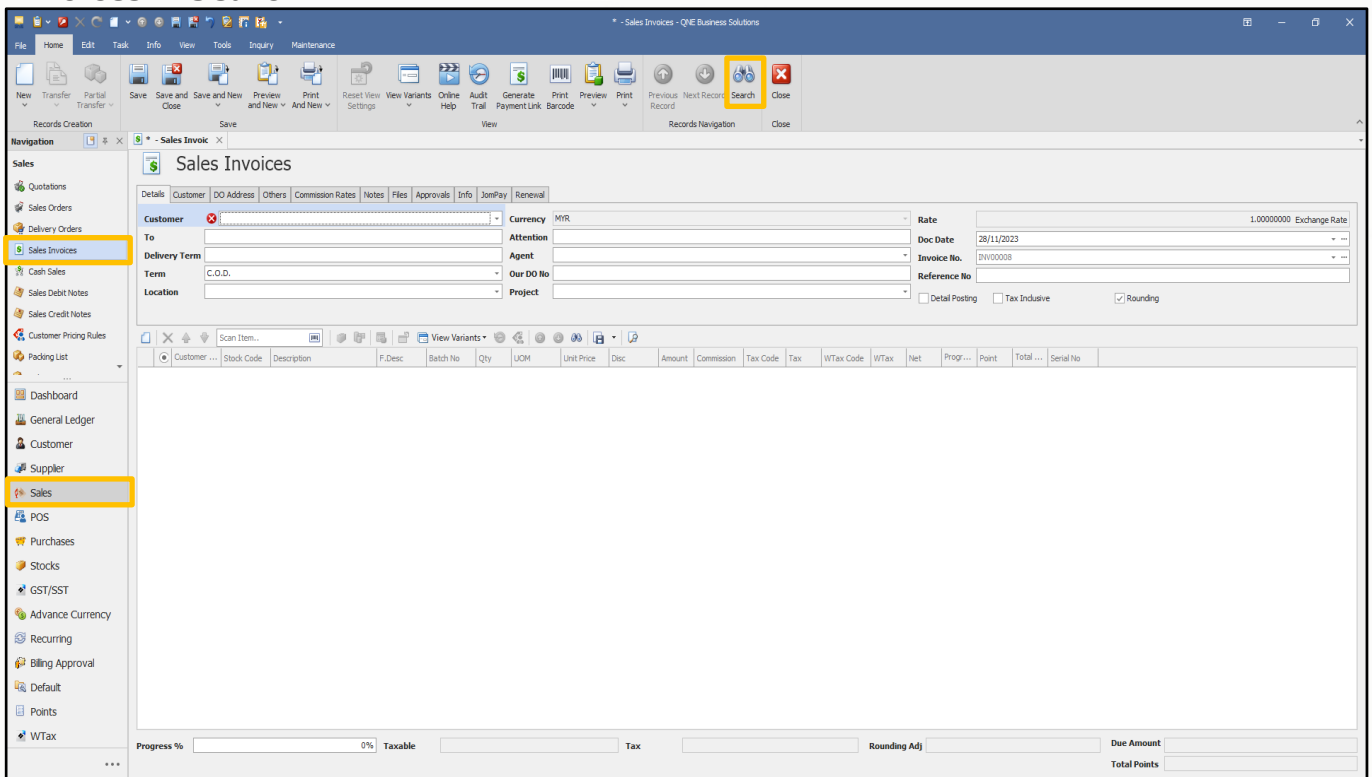 * - Sales Invoices - QNE Business Solutions
File Home Edit Task Info View Tools Inquiry Maintenance
New Transfer Partial Transfer Save Save and Close Save and New Preview and New Print And New Reset View Settings View Variants Online Help Audit Trail Generate Payment Link Print Barcode Preview Print Previous Record Next Record Search Close
Records Creation Save View Records Navigation Close
Navigation * - Sales Invoic
Sales
Sales Invoices
Quotations
Sales Orders
Delivery Orders
Sales Invoices
Cash Sales
Sales Debit Notes
Sales Credit Notes
Customer Pricing Rules
Packing List
...
Dashboard
General Ledger
Customer
Supplier
Sales
POS
Purchases
Stocks
GST/SST
Advance Currency
Recurring
Billing Approval
Default
Points
WTax
...
Details Customer DO Address Others Commission Rates Notes Files Approvals Info JomPay Renewal
Customer Currency MYR Rate 1.00000000 Exchange Rate
To Attention Doc Date 28/11/2023
Delivery Term Agent Invoice No. INV00008
Term C.O.D. Our DO No Reference No
Location Project Detail Posting Tax Inclusive Rounding
Scan Item.. View Variants
Customer ... Stock Code Description F.Desc Batch No Qty UOM Unit Price Disc Amount Commission Tax Code Tax WTax Code WTax Net Progr... Point Total ... Serial No
Progress % 0% Taxable Tax Rounding Adj Due Amount
Total Points